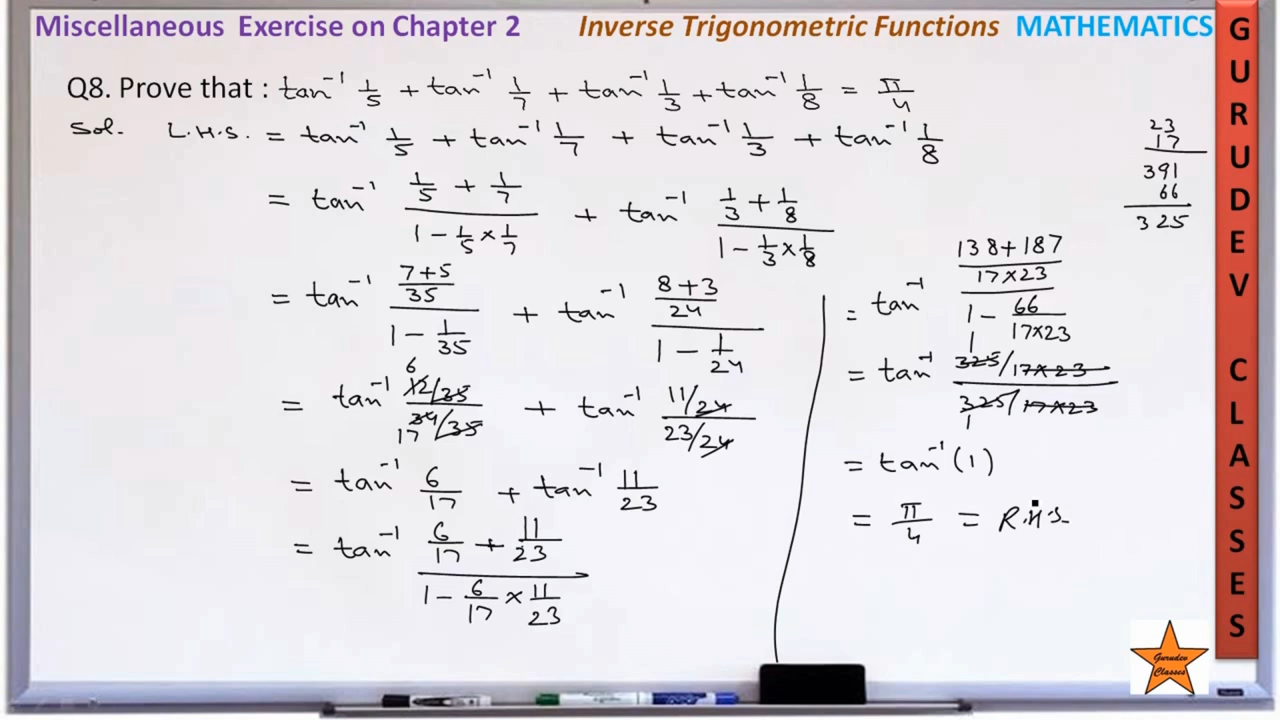 Miscellaneous Exercise on Chapter 2 Inverse Trigonometric Functions MATHEMATICS
Q8. Prove that : tan⁻¹ 1/5 + tan⁻¹ 1/7 + tan⁻¹ 1/3 + tan⁻¹ 1/8 = π/4
Sol. L.H.S. = tan⁻¹ 1/5 + tan⁻¹ 1/7 + tan⁻¹ 1/3 + tan⁻¹ 1/8
= tan⁻¹ (1/5 + 1/7)/(1 - 1/5 × 1/7) + tan⁻¹ (1/3 + 1/8)/(1 - 1/3 × 1/8)
= tan⁻¹ ((7+5)/35)/(1 - 1/35) + tan⁻¹ ((8+3)/24)/(1 - 1/24)
6
= tan⁻¹ (12/35)/(34/35) + tan⁻¹ (11/24)/(23/24)
17
= tan⁻¹ 6/17 + tan⁻¹ 11/23
= tan⁻¹ (6/17 + 11/23)/(1 - 6/17 × 11/23)
23
17
391
66
325
= tan⁻¹ ((138+187)/(17×23))/(1 - 66/(17×23))
1
= tan⁻¹ (325/17×23)/(325/17×23)
1
= tan⁻¹ (1)
= π/4 = R.H.S.
GURUDEV CLASSES
Gurudev
Classes